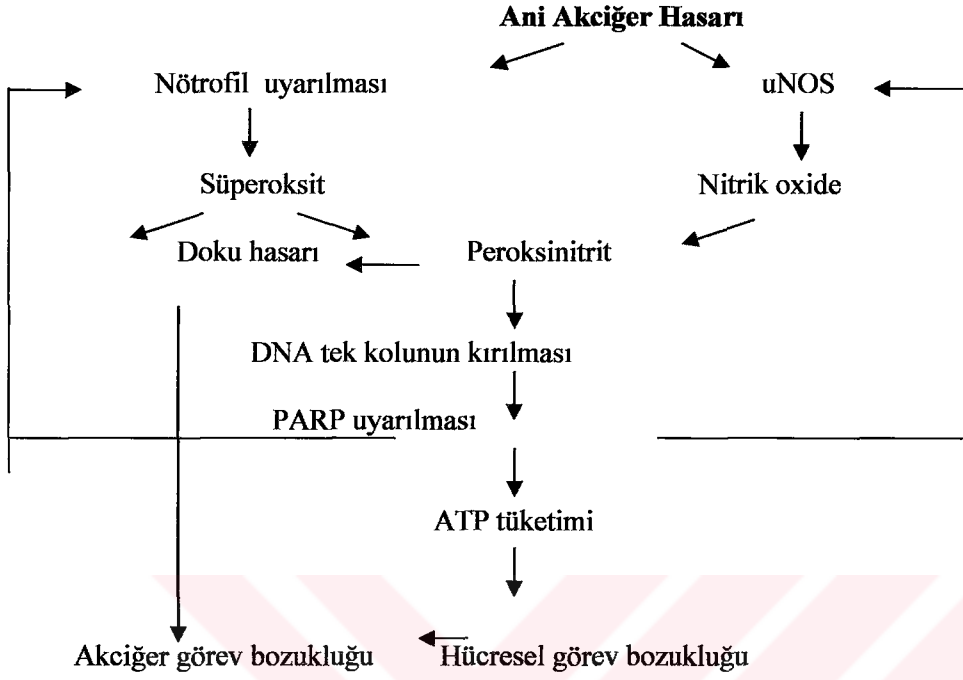 Ani Akciğer Hasarı
Nötrofil uyarılması uNOS
Süperoksit Nitrik oxide
Doku hasarı Peroksinitrit
DNA tek kolunun kırılması
PARP uyarılması
ATP tüketimi
Akciğer görev bozukluğu Hücresel görev bozukluğu